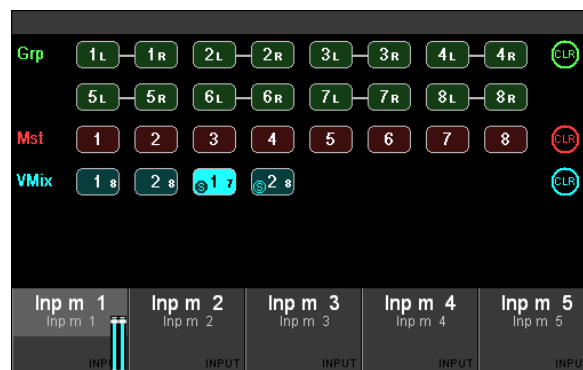 Grp 1L 1R 2L 2R 3L 3R 4L 4R CLR
5L 5R 6L 6R 7L 7R 8L 8R
Mst 1 2 3 4 5 6 7 8 CLR
VMix 1 8 2 8 S 1 7 S 2 8 CLR
Inp m 1 Inp m 2 Inp m 3 Inp m 4 Inp m 5
Inp m 1 Inp m 2 Inp m 3 Inp m 4 Inp m 5
INP INPUT INPUT INPUT INPU